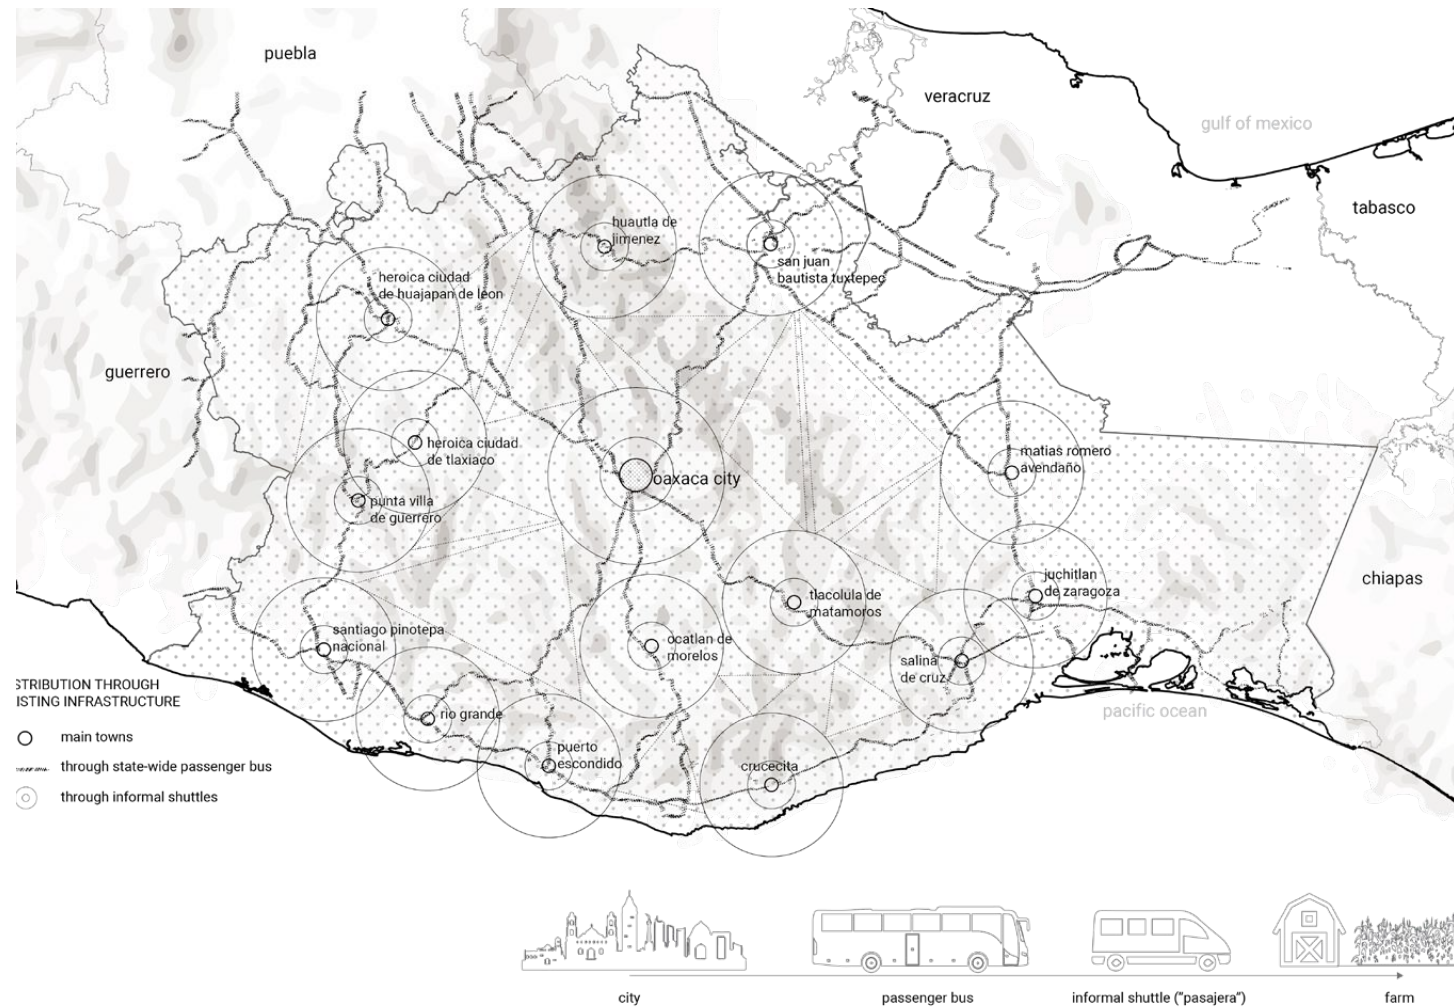 puebla
veracruz
gulf of mexico
tabasco
huautla de
jimenez
san juan
bautista tuxtepec
heroica ciudad
de huajapan de leon
guerrero
heroica ciudad
de tlaxiaco
matias romero
avendaño
oaxaca city
punta villa
de guerrero
juchitlan
de zaragoza
chiapas
tlacolula de
matamoros
santiago pinotepa
nacional
ocatlan de
morelos
salina
de cruz
STRIBUTION THROUGH
ISTING INFRASTRUCTURE
rio grande
pacific ocean
main towns
puerto
escondido
crucecita
through state-wide passenger bus
through informal shuttles
city
passenger bus
informal shuttle ("pasajera")
farm